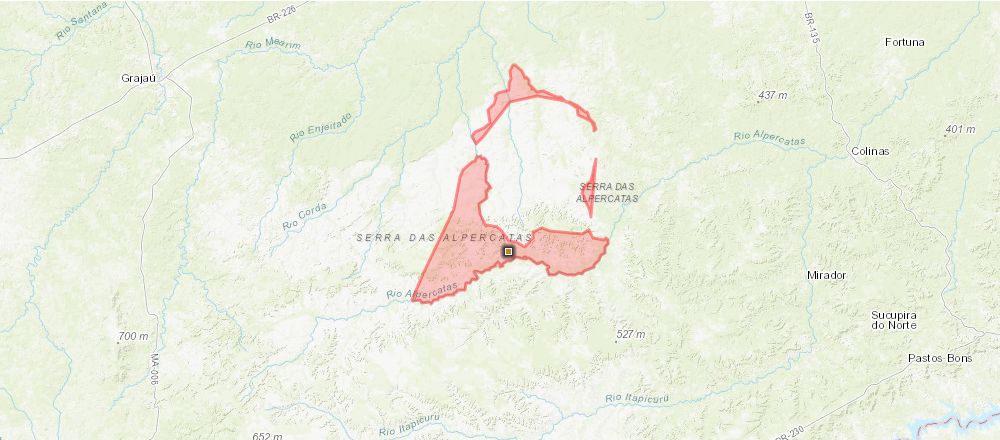 Rio Santana
BR-226
BR-135
Fortuna
Rio Mearim
Grajaú
437 m
Rio Enjeitado
Rio Alpercatas
401 m
Colinas
SERRA DAS
ALPERCATAS
Rio Corda
SERRA DAS ALPERCATAS
Mirador
Rio Alpercatas
Sucupira
do Norte
700 m
527 m
MA-006
Pastos Bons
Rio Itapicuru
Rio Itapicuru
BR-230
652 m